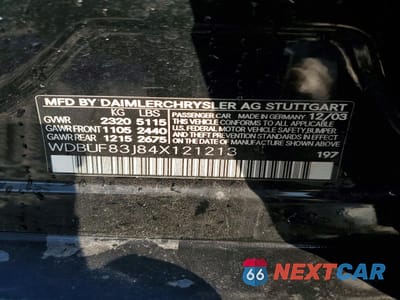 MFD BY DAIMLERCHRYSLER AG STUTTGART
KG LBS
GVWR 2320 5115
GAWR FRONT 1105 2440
GAWR REAR 1215 2675
PASSENGER CAR MADE IN GERMANY 12/03
THIS VEHICLE CONFORMS TO ALL APPLICABLE
U.S. FEDERAL MOTOR VEHICLE SAFETY, BUMPER
AND THEFT PREVENTION STANDARDS IN EFFECT
ON THE DATE OF MANUFACTURE SHOWN ABOVE.
WDBUF83J84X121213
197
66 NEXTCAR